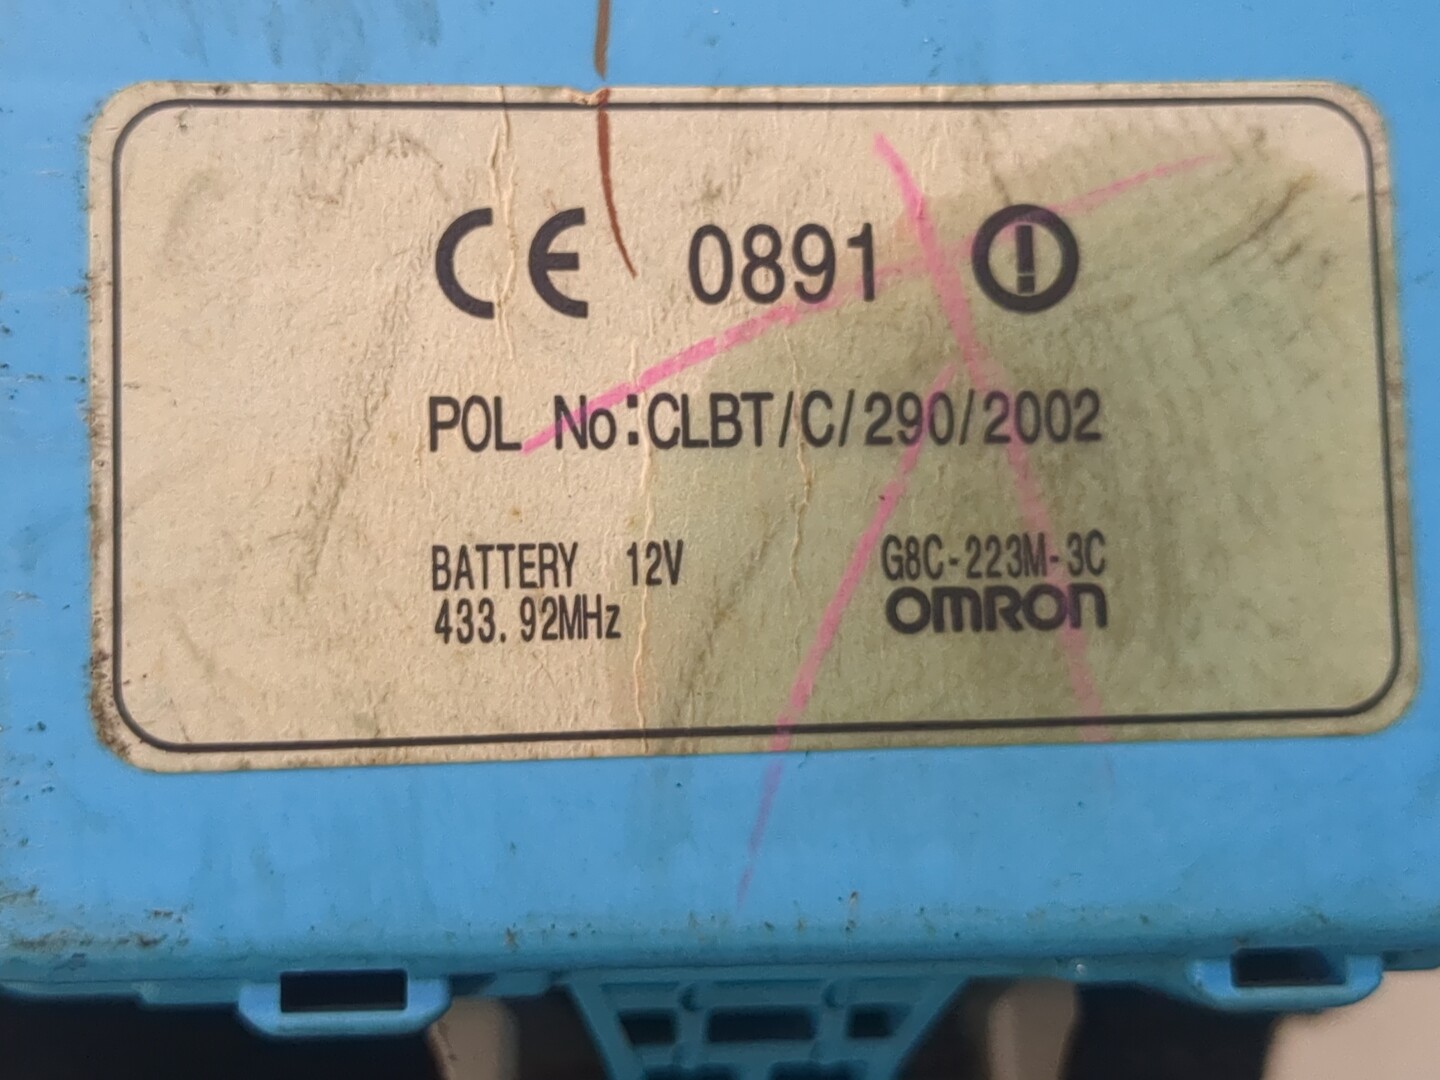 CE 0891
POL No:CLBT/C/290/2002
BATTERY 12V
433.92MHz
G8C-223M-3C
OMRON